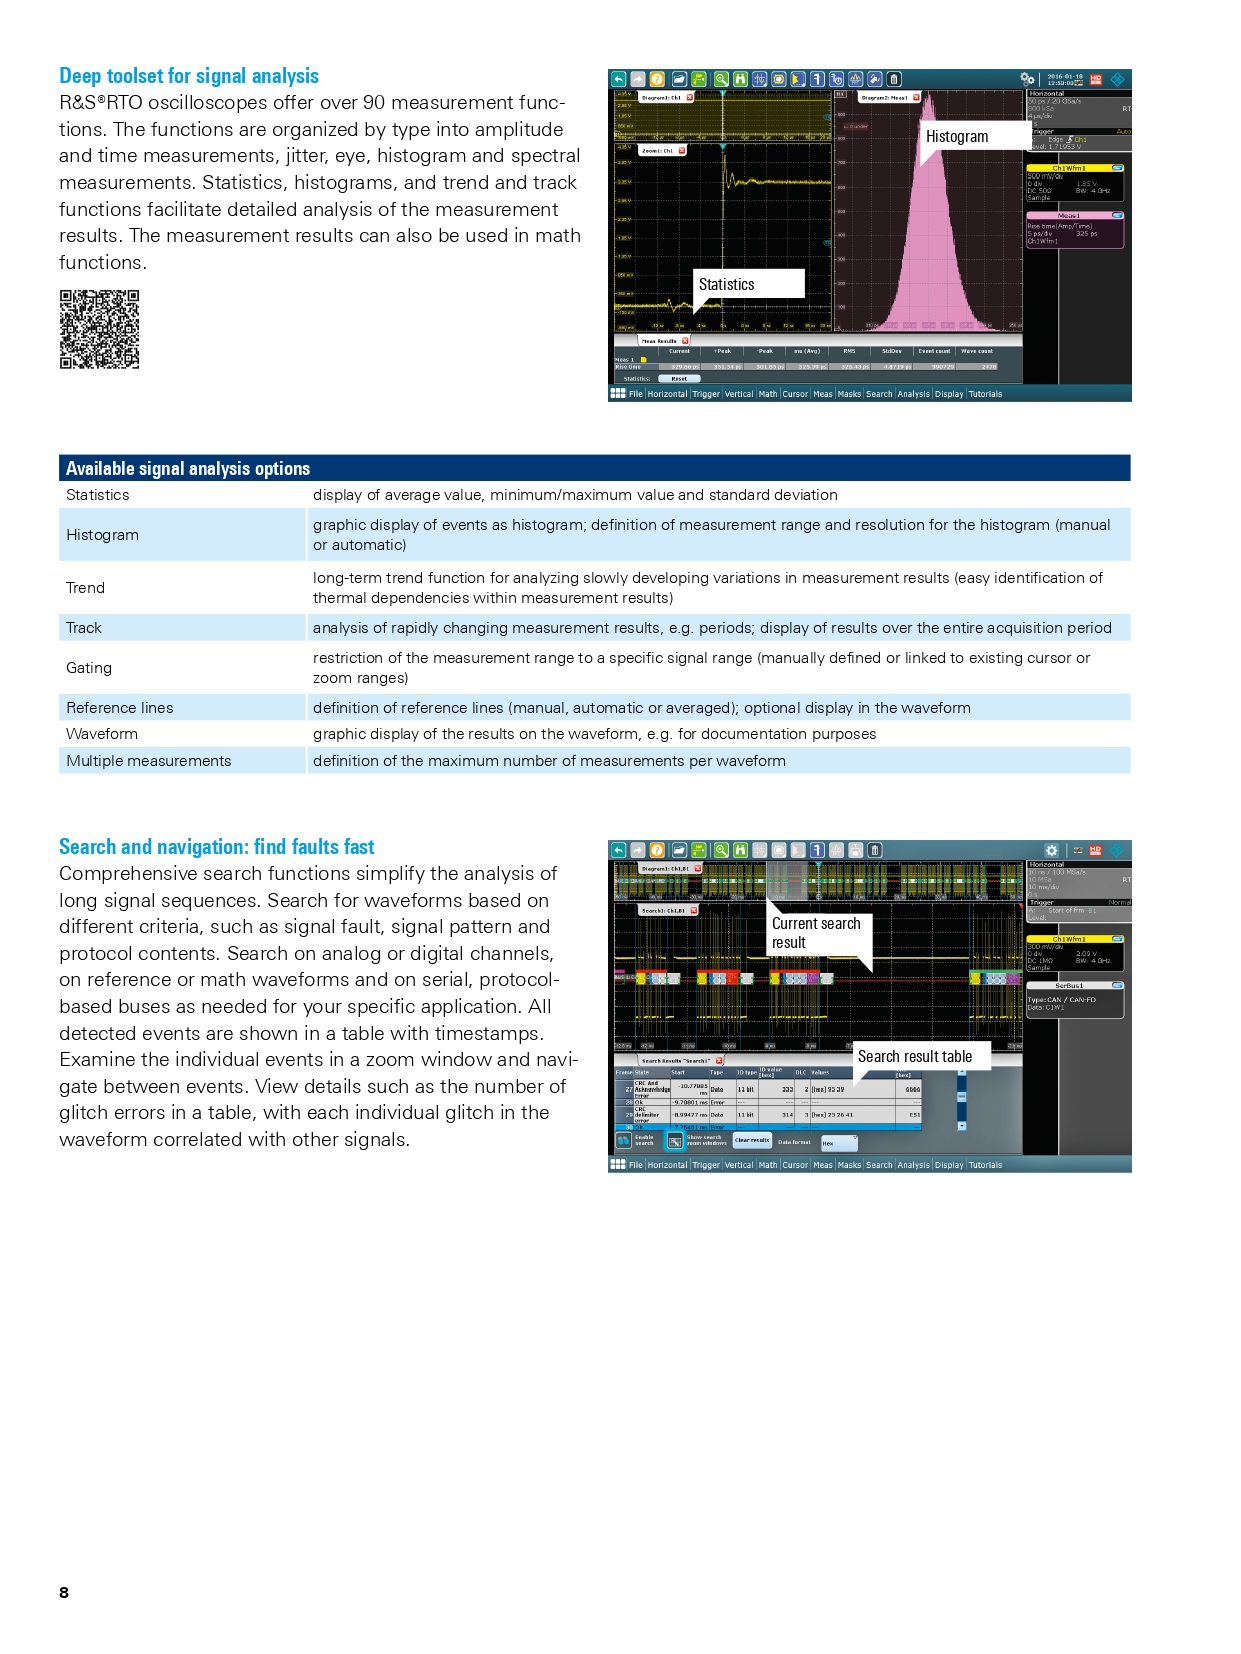 Deep toolset for signal analysis
R&S®RTO oscilloscopes offer over 90 measurement func-
tions. The functions are organized by type into amplitude
and time measurements, jitter, eye, histogram and spectral
measurements. Statistics, histograms, and trend and track
functions facilitate detailed analysis of the measurement
results. The measurement results can also be used in math
functions.
Histogram
Statistics
File Horizontal Trigger Vertical Math Cursor Meas Masks Search Analysis Display Tutorials
Available signal analysis options
Statistics display of average value, minimum/maximum value and standard deviation
Histogram graphic display of events as histogram; definition of measurement range and resolution for the histogram (manual
or automatic)
Trend long-term trend function for analyzing slowly developing variations in measurement results (easy identification of
thermal dependencies within measurement results)
Track analysis of rapidly changing measurement results, e.g. periods; display of results over the entire acquisition period
Gating restriction of the measurement range to a specific signal range (manually defined or linked to existing cursor or
zoom ranges)
Reference lines definition of reference lines (manual, automatic or averaged); optional display in the waveform
Waveform graphic display of the results on the waveform, e.g. for documentation purposes
Multiple measurements definition of the maximum number of measurements per waveform
Search and navigation: find faults fast
Comprehensive search functions simplify the analysis of
long signal sequences. Search for waveforms based on
different criteria, such as signal fault, signal pattern and
protocol contents. Search on analog or digital channels,
on reference or math waveforms and on serial, protocol-
based buses as needed for your specific application. All
detected events are shown in a table with timestamps.
Examine the individual events in a zoom window and navi-
gate between events. View details such as the number of
glitch errors in a table, with each individual glitch in the
waveform correlated with other signals.
Current search
result
Search result table
Type: CAN / CAN-FD
Clear results
File Horizontal Trigger Vertical Math Cursor Meas Masks Search Analysis Display Tutorials
8